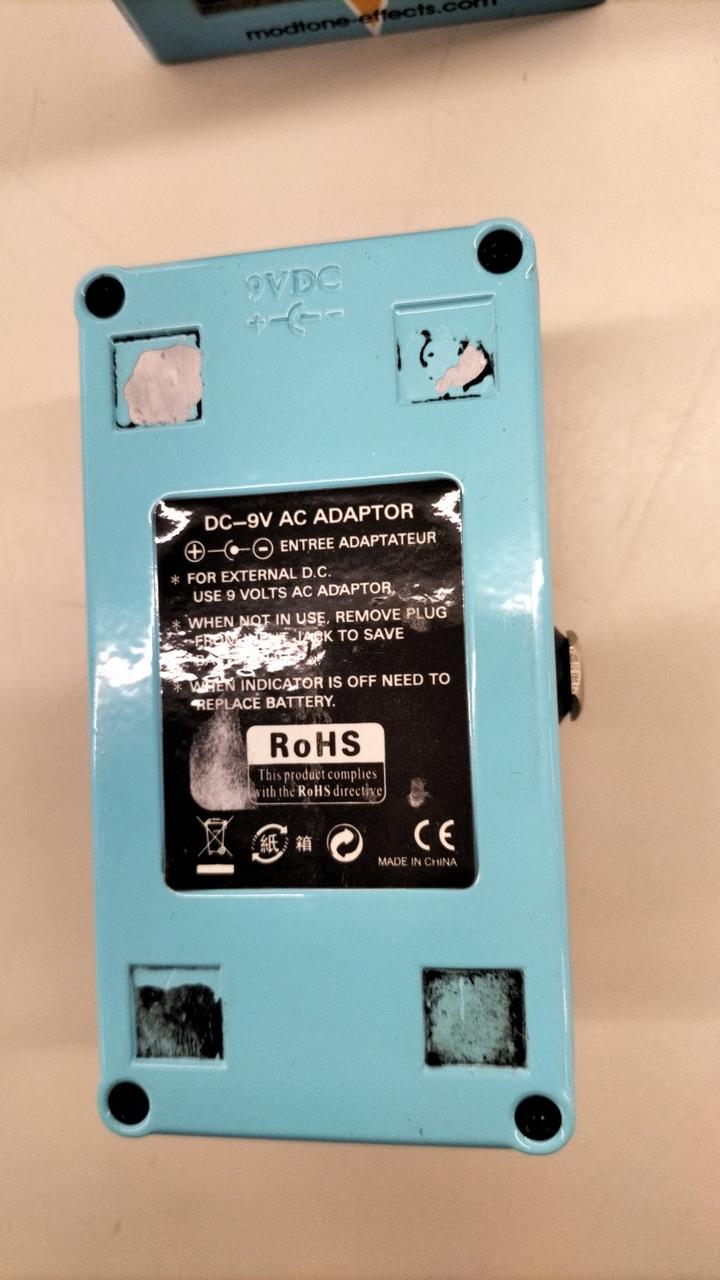 modtone-effects.com
9VDC
+ -
DC-9V AC ADAPTOR
+ - ENTREE ADAPTATEUR
* FOR EXTERNAL D.C.
USE 9 VOLTS AC ADAPTOR.
* WHEN NOT IN USE, REMOVE PLUG
FROM INPUT JACK TO SAVE
* WHEN INDICATOR IS OFF NEED TO
REPLACE BATTERY.
RoHS
This product complies
with the RoHS directive
紙 箱 CE
MADE IN CHINA